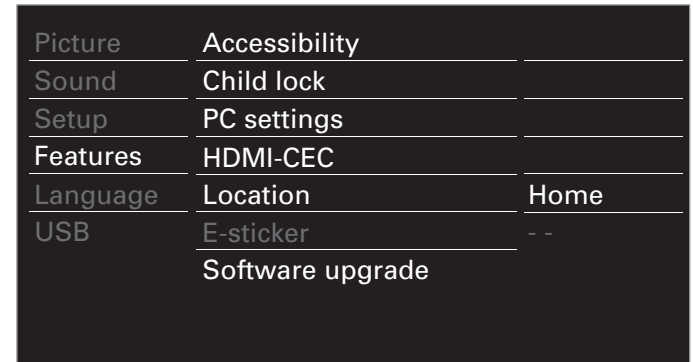 Picture Accessibility
Sound Child lock
Setup PC settings
Features HDMI-CEC
Language Location Home
USB E-sticker - -
Software upgrade